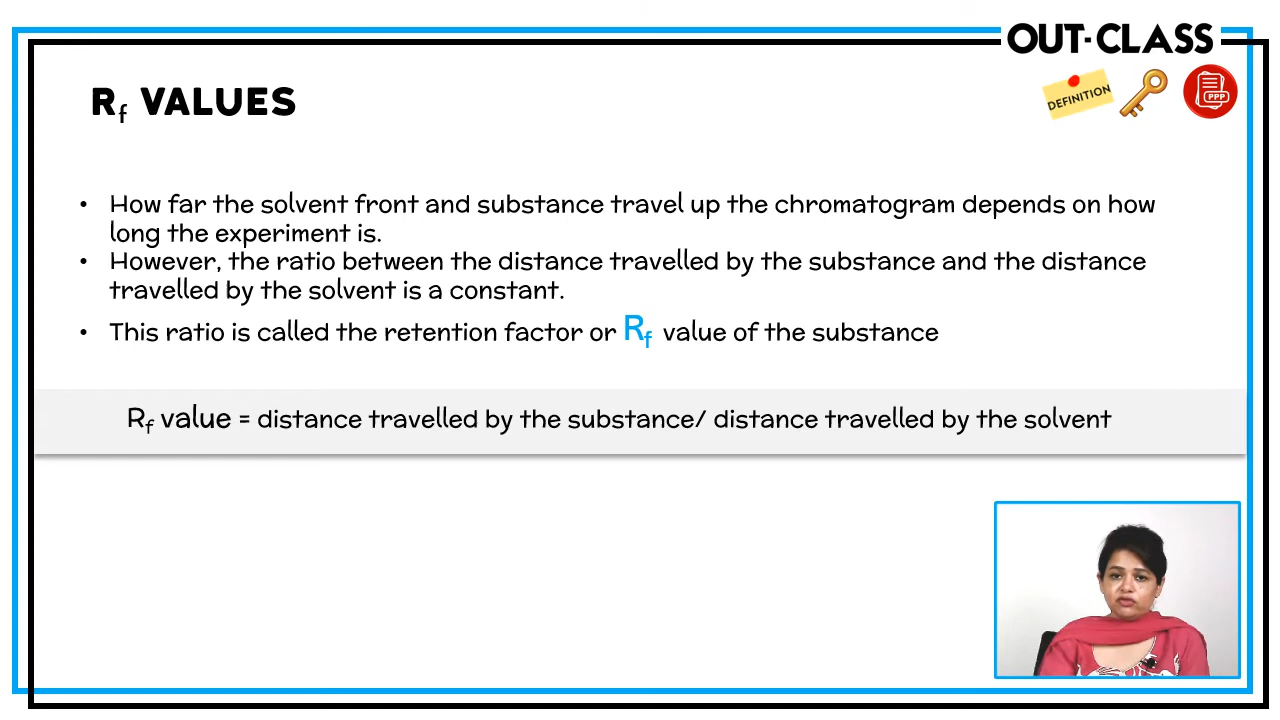 OUT-CLASS
DEFINITION
PPP
Rf VALUES
• How far the solvent front and substance travel up the chromatogram depends on how
long the experiment is.
• However, the ratio between the distance travelled by the substance and the distance
travelled by the solvent is a constant.
• This ratio is called the retention factor or Rf value of the substance
Rf value = distance travelled by the substance/ distance travelled by the solvent